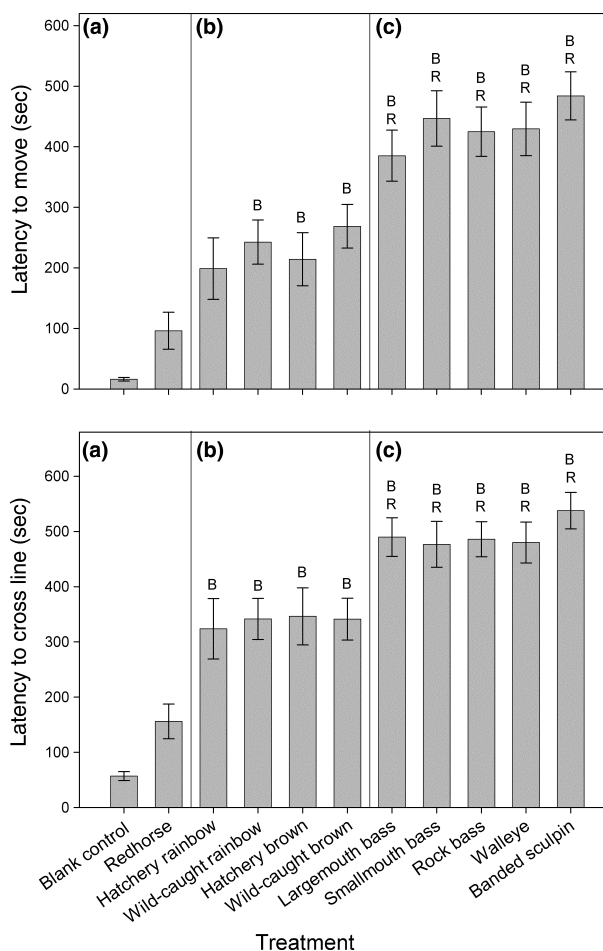 (a) (b) (c)
600
500
400
300
200
100
0
Latency to move (sec)
B
B
B
B
R
B
R
B
R
B
R
B
R
(a) (b) (c)
600
500
400
300
200
100
0
Latency to cross line (sec)
B
B
B
B
B
R
B
R
B
R
B
R
B
R
Blank control
Redhorse
Hatchery rainbow
Wild-caught rainbow
Hatchery brown
Wild-caught brown
Largemouth bass
Smallmouth bass
Rock bass
Walleye
Banded sculpin
Treatment